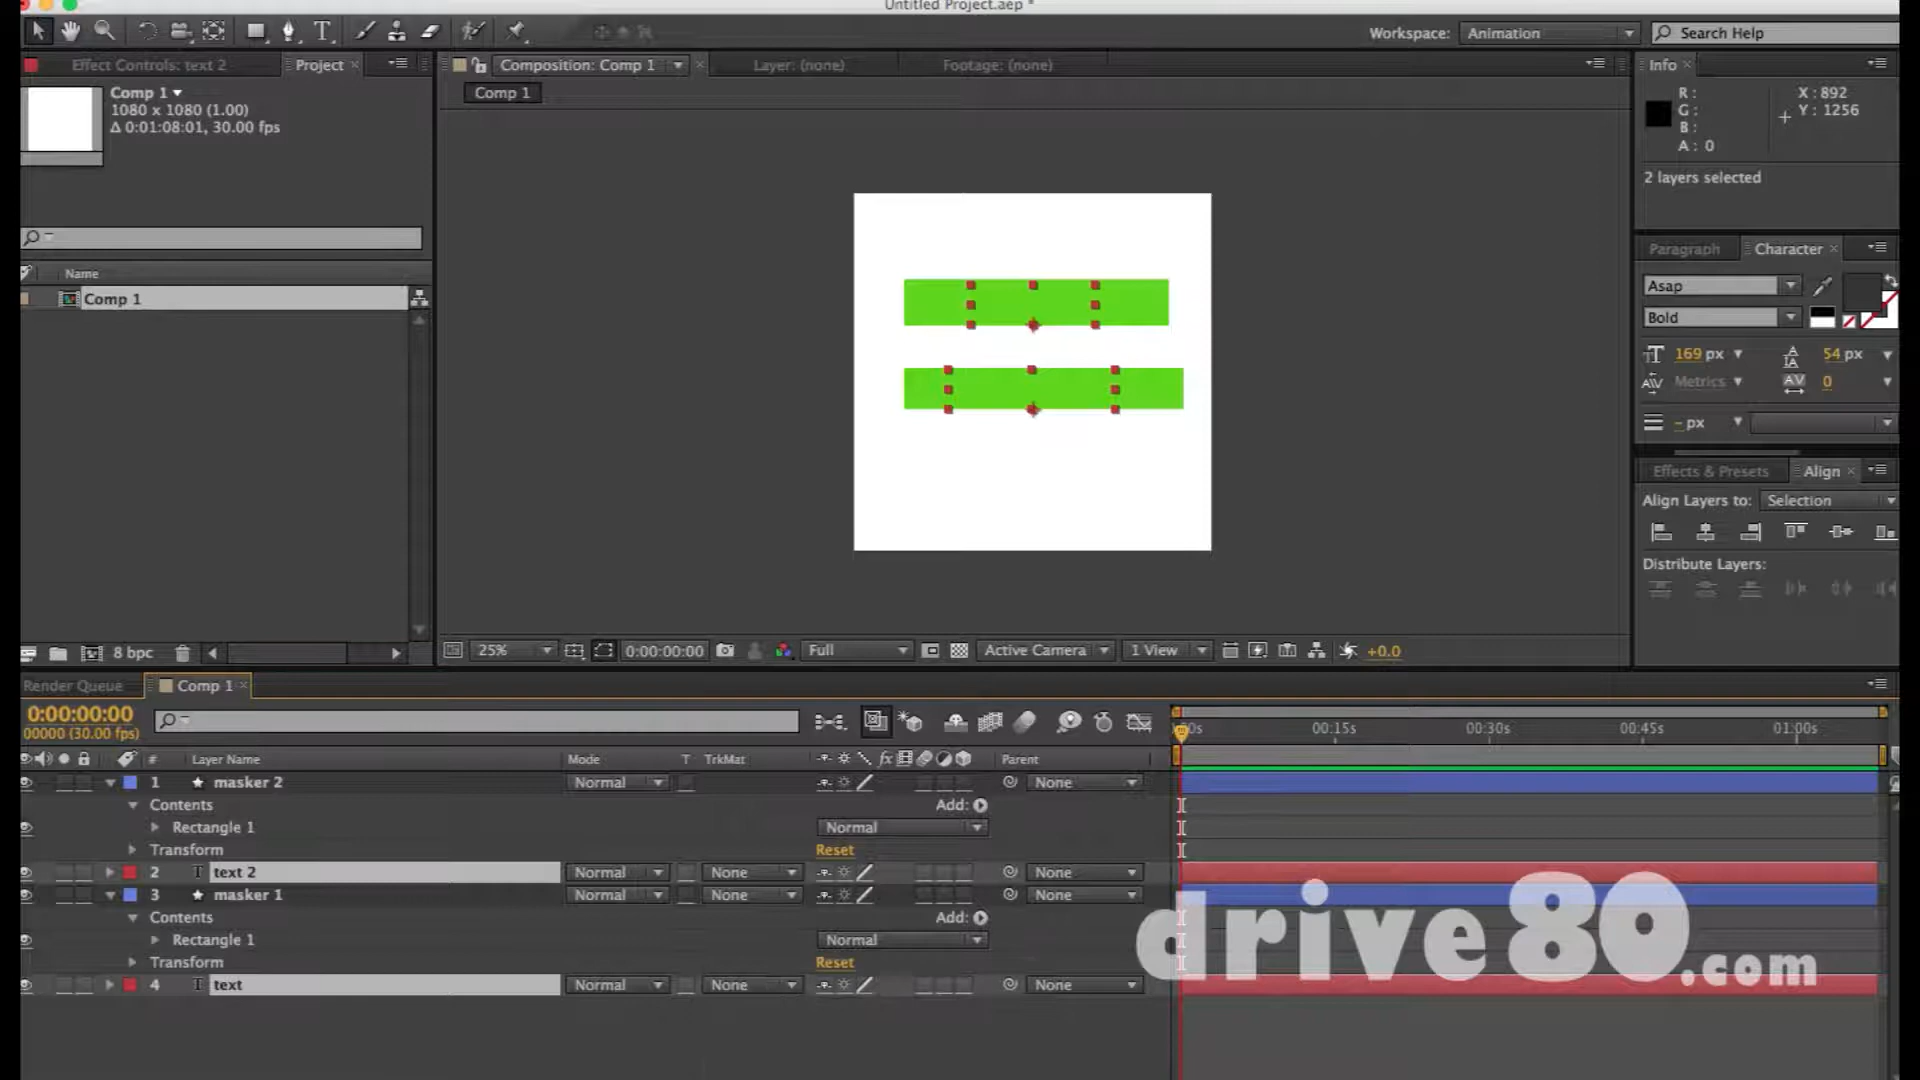 Untitled Project.aep *
Workspace: Animation
Search Help
Effect Controls: text 2
Project
Composition: Comp 1
Layer: (none)
Footage: (none)
Info
Comp 1
1080 x 1080 (1.00)
Δ 0:01:08:01, 30.00 fps
Comp 1
R :
G :
B :
A : 0
X : 892
Y : 1256
2 layers selected
Name
Comp 1
Paragraph
Character
Asap
Bold
169 px
54 px
Metrics
0
- px
Effects & Presets
Align
Align Layers to: Selection
Distribute Layers:
8 bpc
25%
0:00:00:00
Full
Active Camera
1 View
+0.0
Render Queue
Comp 1
0:00:00:00
00000 (30.00 fps)
00:15s
00:30s
00:45s
01:00s
# Layer Name Mode T TrkMat fx Parent
1 masker 2 Normal None
Contents Add:
Rectangle 1 Normal
Transform Reset
2 T text 2 Normal None None
3 masker 1 Normal None
Contents Add:
Rectangle 1 Normal
Transform Reset
4 T text Normal None None
drive80.com